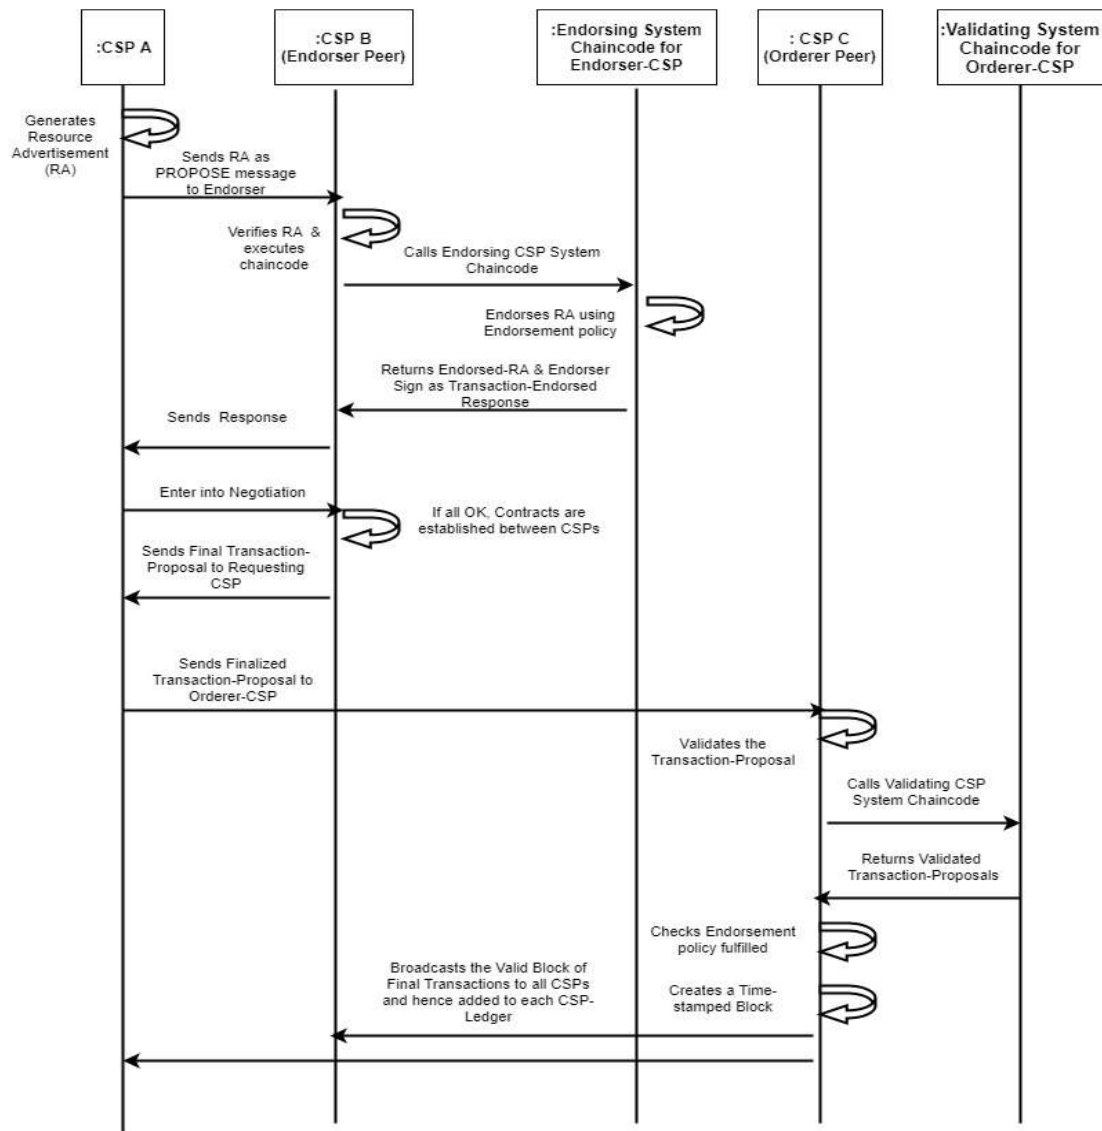 :CSP A
:CSP B
(Endorser Peer)
:Endorsing System
Chaincode for
Endorser-CSP
: CSP C
(Orderer Peer)
:Validating System
Chaincode for
Orderer-CSP
Generates
Resource
Advertisement
(RA)
Sends RA as
PROPOSE message
to Endorser
Verifies RA &
executes
chaincode
Calls Endorsing CSP System
Chaincode
Endorses RA using
Endorsement policy
Returns Endorsed-RA & Endorser
Sign as Transaction-Endorsed
Response
Sends Response
Enter into Negotiation
If all OK, Contracts are
established between CSPs
Sends Final Transaction-
Proposal to Requesting
CSP
Sends Finalized
Transaction-Proposal to
Orderer-CSP
Validates the
Transaction-Proposal
Calls Validating CSP
System Chaincode
Returns Validated
Transaction-Proposals
Checks Endorsement
policy fulfilled
Broadcasts the Valid Block of
Final Transactions to all CSPs
and hence added to each CSP-
Ledger
Creates a Time-
stamped Block